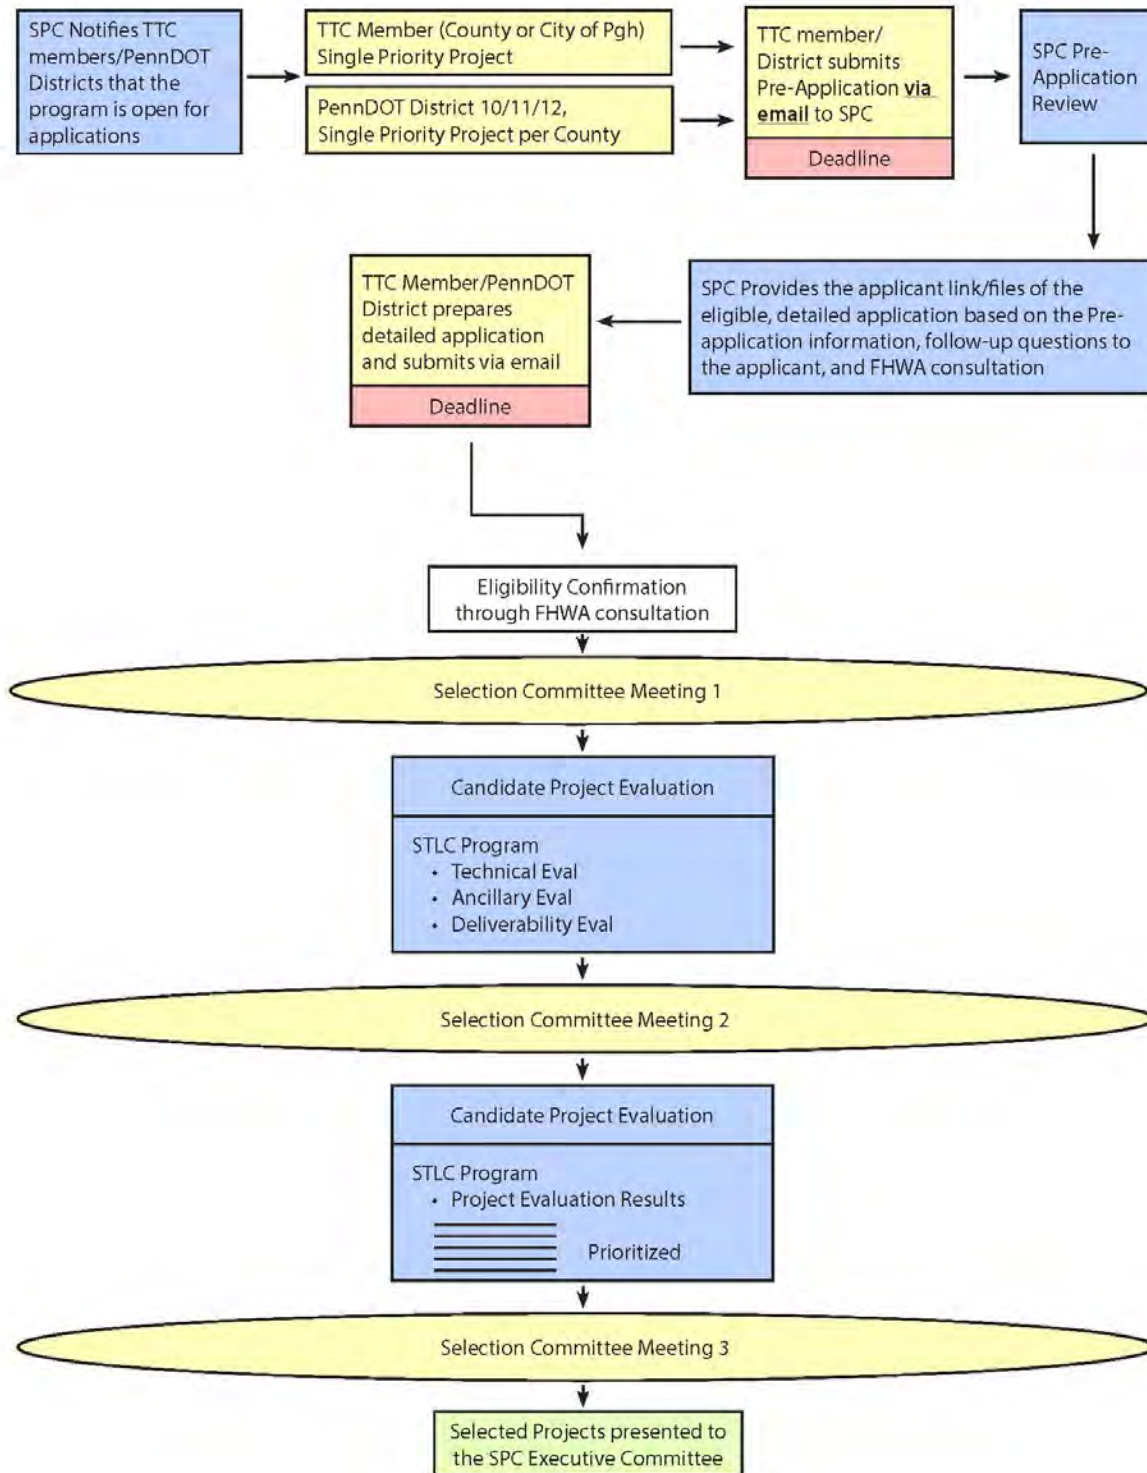 SPC Notifies TTC
members/PennDOT
Districts that the
program is open for
applications
TTC Member (County or City of Pgh)
Single Priority Project
PennDOT District 10/11/12,
Single Priority Project per County
TTC member/
District submits
Pre-Application via
email to SPC
Deadline
SPC Pre-
Application
Review
SPC Provides the applicant link/files of the
eligible, detailed application based on the Pre-
application information, follow-up questions to
the applicant, and FHWA consultation
TTC Member/PennDOT
District prepares
detailed application
and submits via email
Deadline
Eligibility Confirmation
through FHWA consultation
Selection Committee Meeting 1
Candidate Project Evaluation
STLC Program
• Technical Eval
• Ancillary Eval
• Deliverability Eval
Selection Committee Meeting 2
Candidate Project Evaluation
STLC Program
• Project Evaluation Results
Prioritized
Selection Committee Meeting 3
Selected Projects presented to
the SPC Executive Committee